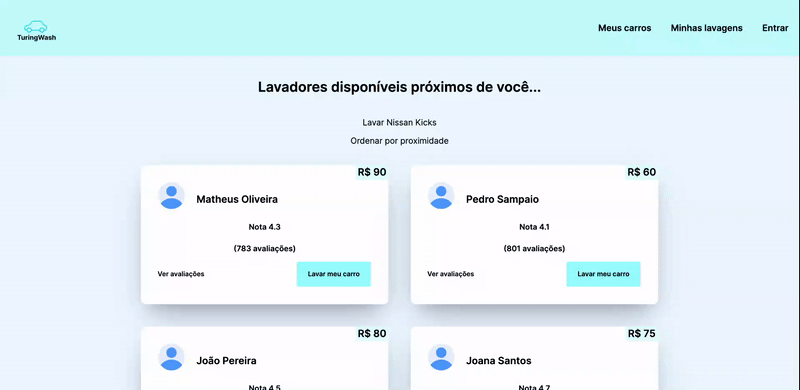 TuringWash
Meus carros
Minhas lavagens
Entrar
Lavadores disponíveis próximos de você...
Lavar Nissan Kicks
Ordenar por proximidade
R$ 90
Matheus Oliveira
Nota 4.3
(783 avaliações)
Ver avaliações
Lavar meu carro
R$ 60
Pedro Sampaio
Nota 4.1
(801 avaliações)
Ver avaliações
Lavar meu carro
R$ 80
João Pereira
Nota 4.5
R$ 75
Joana Santos
Nota 4.7